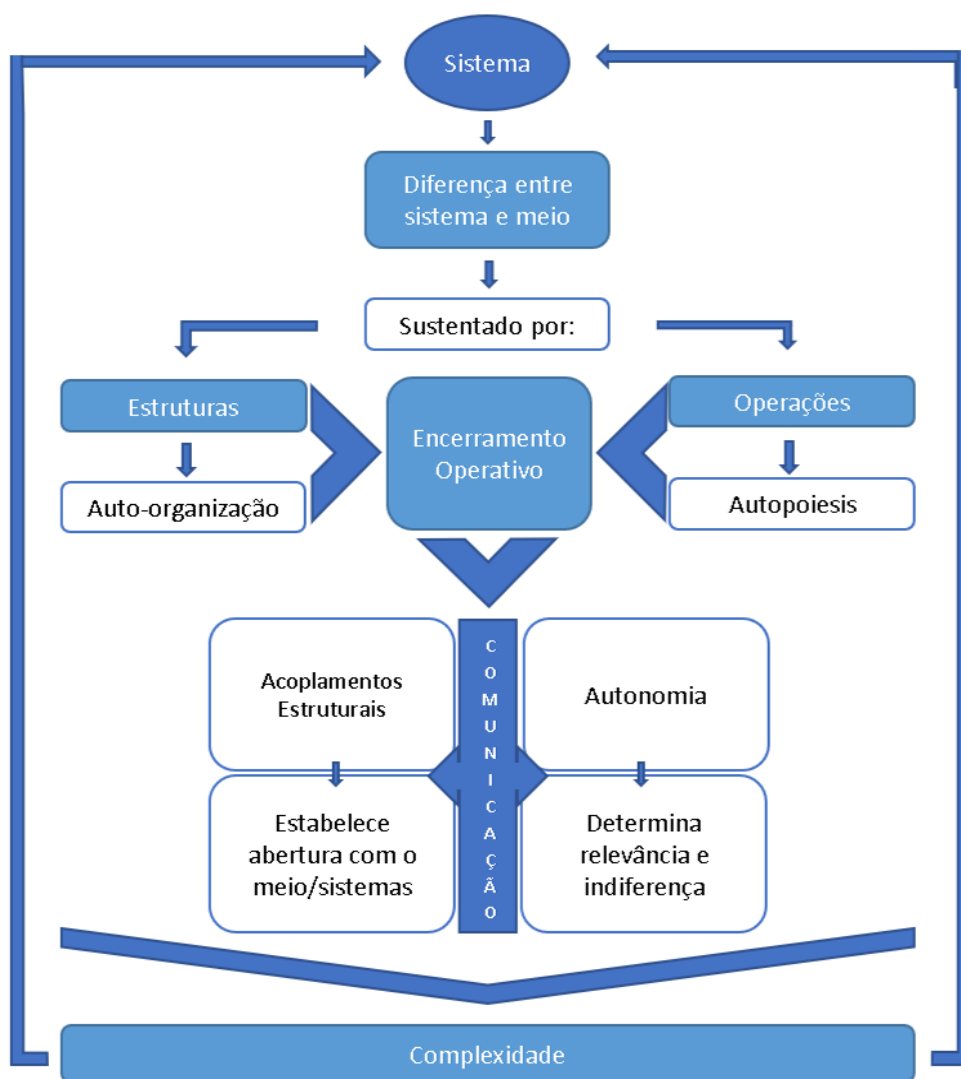 Sistema
Diferença entre
sistema e meio
Sustentado por:
Estruturas
Operações
Encerramento
Operativo
Auto-organização
Autopoiesis
Acoplamentos
Estruturais
COMUNICAÇÃO
Autonomia
Estabelece
abertura com o
meio/sistemas
Determina
relevância e
indiferença
Complexidade